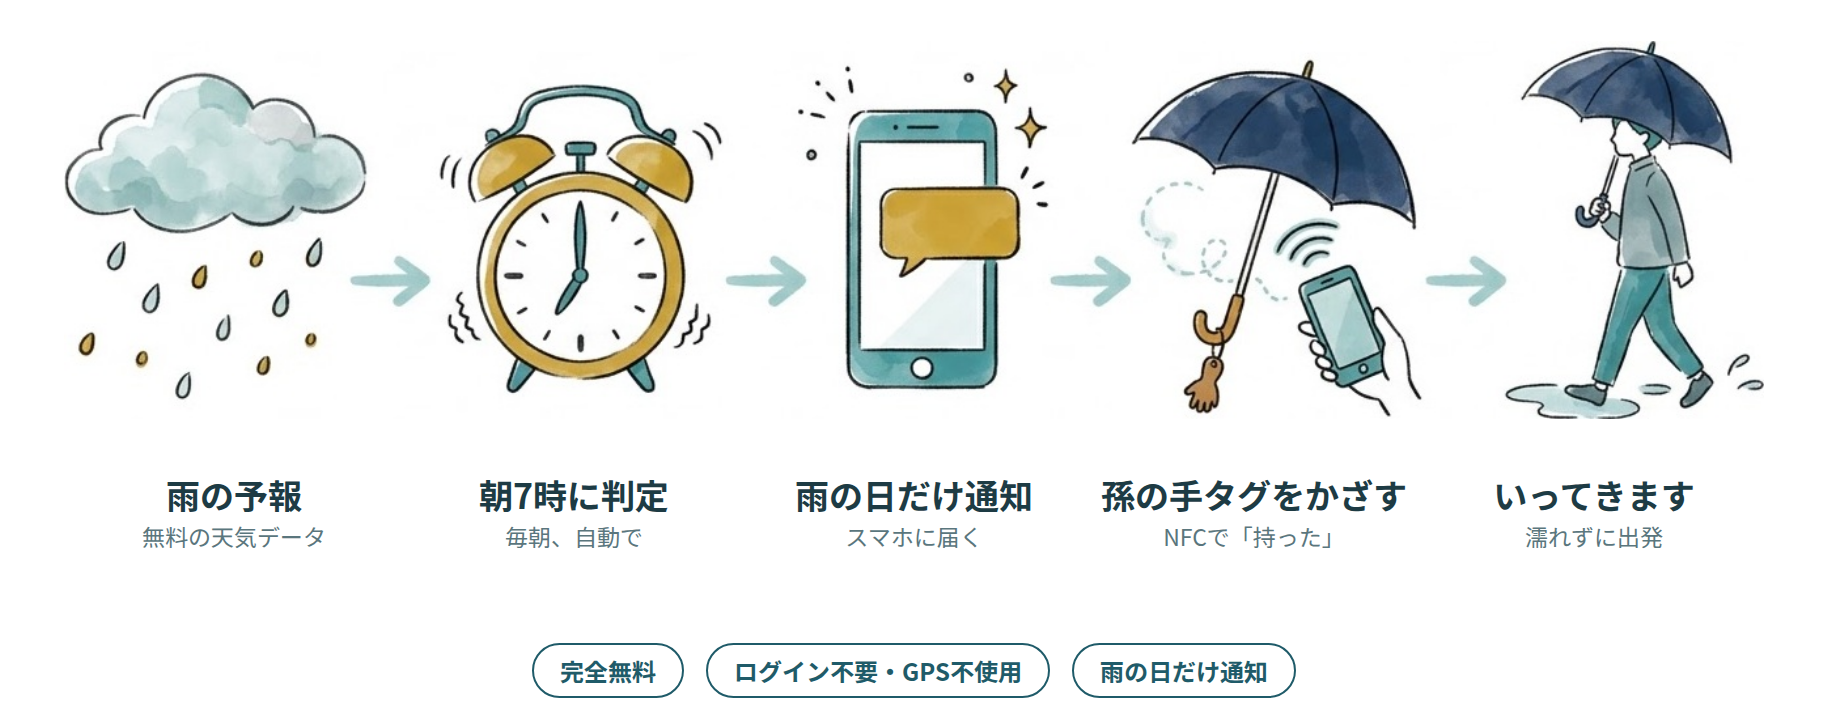 雨の予報
無料の天気データ
朝7時に判定
毎朝、自動で
雨の日だけ通知
スマホに届く
孫の手タグをかざす
NFCで「持った」
いってきます
濡れずに出発
完全無料
ログイン不要・GPS不使用
雨の日だけ通知